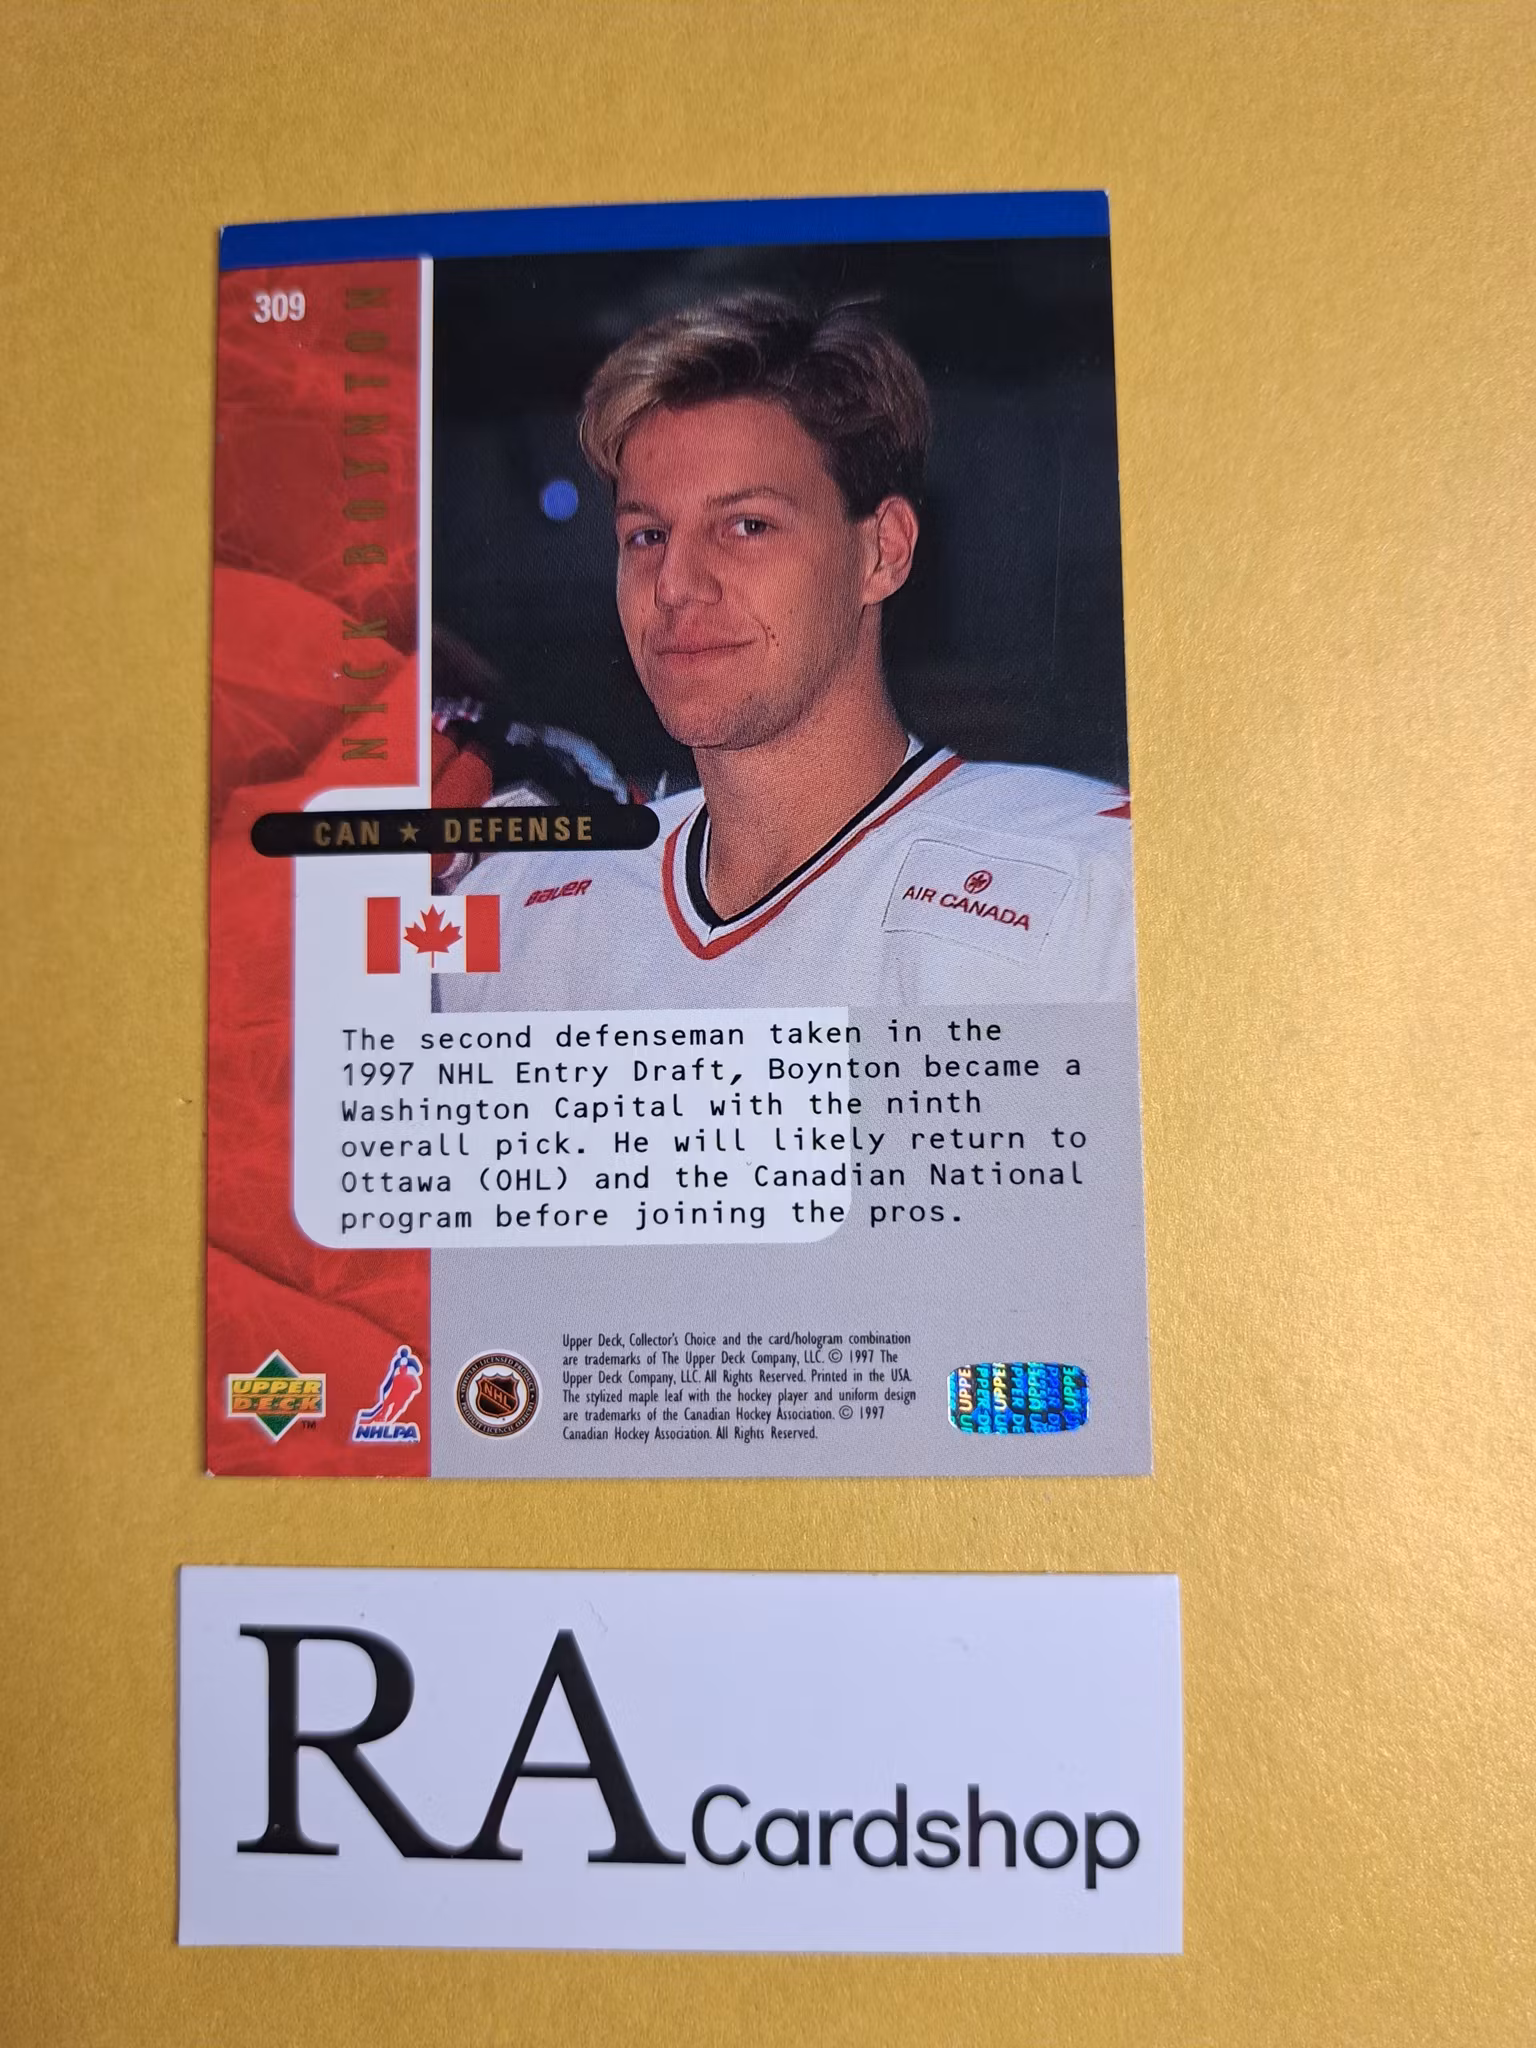 309
NICK BOYNTON
CAN ★ DEFENSE
BAUER
AIR CANADA
The second defenseman taken in the
1997 NHL Entry Draft, Boynton became a
Washington Capital with the ninth
overall pick. He will likely return to
Ottawa (OHL) and the Canadian National
program before joining the pros.
UPPER
DECK
TM
NHLPA
NHL
Upper Deck, Collector's Choice and the card/hologram combination
are trademarks of The Upper Deck Company, LLC. © 1997 The
Upper Deck Company, LLC. All Rights Reserved. Printed in the USA.
The stylized maple leaf with the hockey player and uniform design
are trademarks of the Canadian Hockey Association. © 1997
Canadian Hockey Association. All Rights Reserved.
RA Cardshop